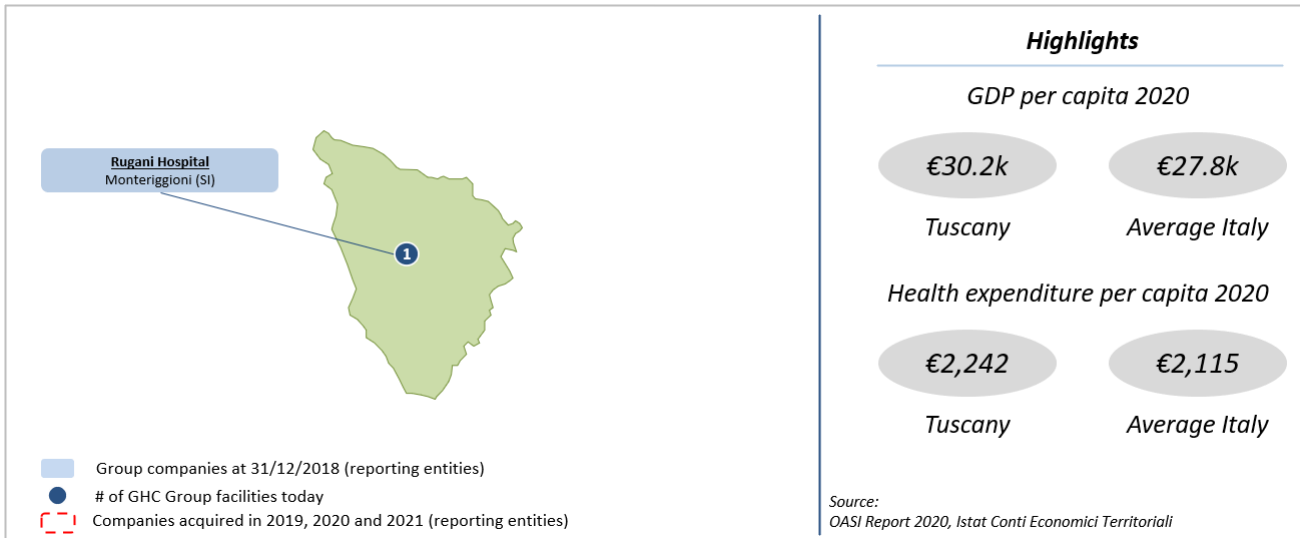 Rugani Hospital
Monteriggioni (SI)
1
Group companies at 31/12/2018 (reporting entities)
# of GHC Group facilities today
Companies acquired in 2019, 2020 and 2021 (reporting entities)
Highlights
GDP per capita 2020
€30.2k €27.8k
Tuscany Average Italy
Health expenditure per capita 2020
€2,242 €2,115
Tuscany Average Italy
Source:
OASI Report 2020, Istat Conti Economici Territoriali